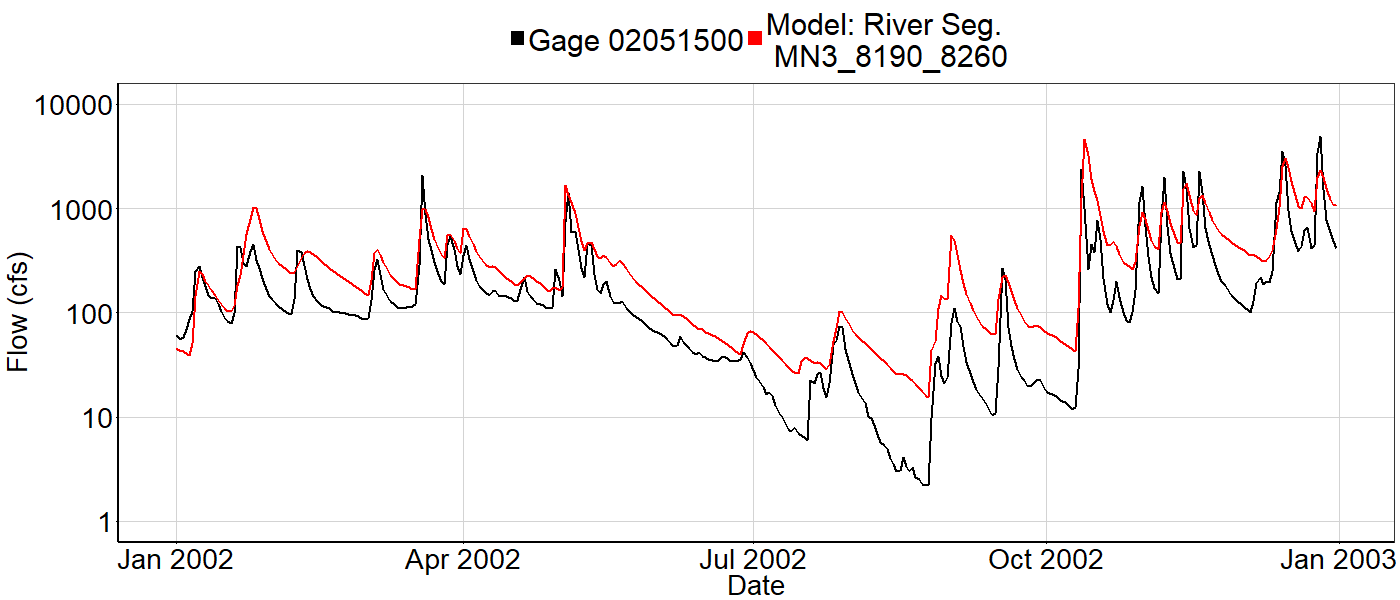 Gage 02051500
Model: River Seg.
MN3_8190_8260
Flow (cfs)
10000
1000
100
10
1
Jan 2002
Apr 2002
Jul 2002
Oct 2002
Jan 2003
Date